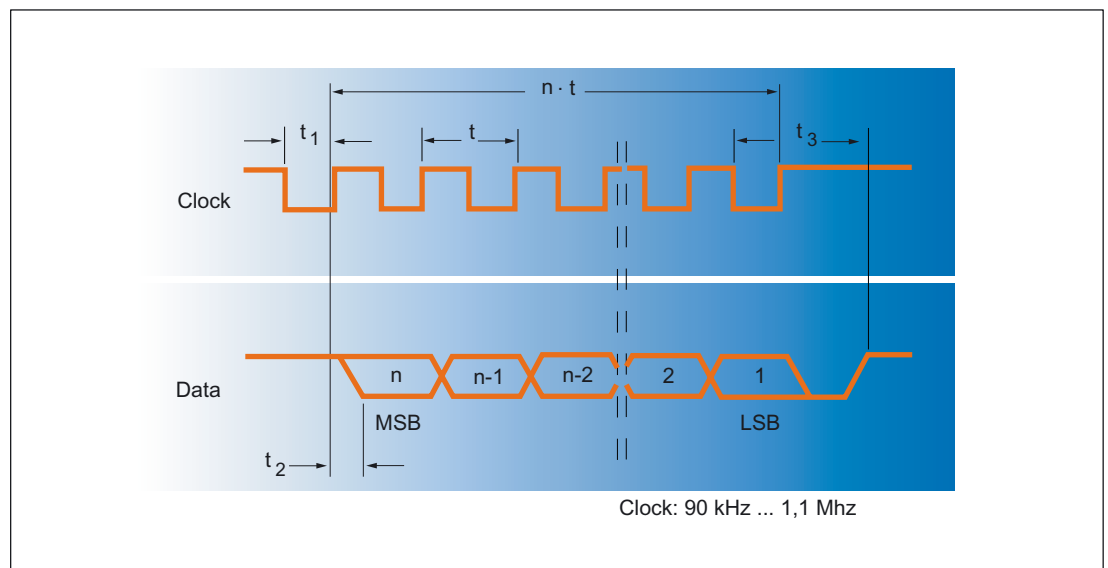 n · t
t1 t t3
Clock
Data
n n-1 n-2 2 1
MSB LSB
t2
Clock: 90 kHz ... 1,1 Mhz